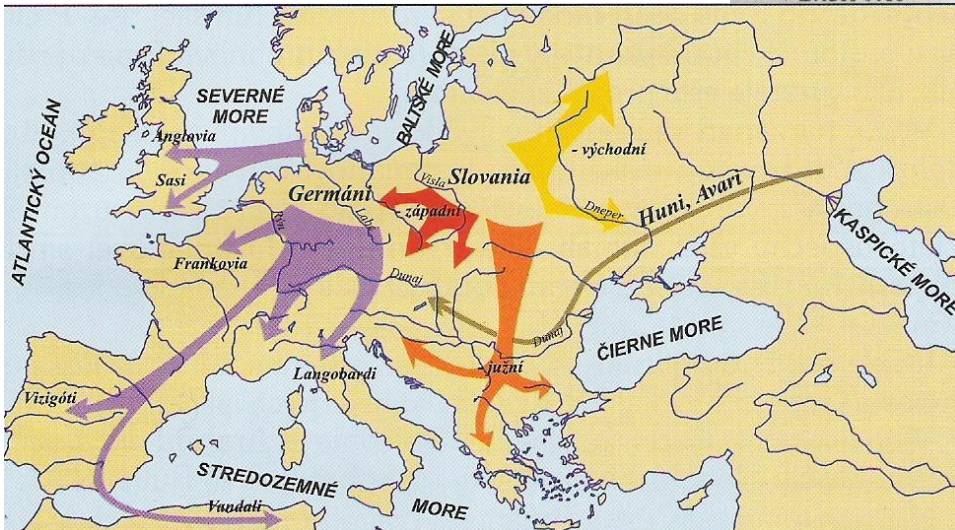 SEVERNÉ
MORE
BALTSKÉ MORE
ATLANTICKÝ OCEAN
Anglovia
Sasi
Germáni
Rýn
Labe
Visla
Slovania
- východní
- západní
Dneper
Huni, Avari
KASPICKÉ MORE
Frankovia
Dunaj
Dunaj
ČIERNE MORE
- južní
Langobardi
Vizigóti
STREDOZEMNÉ
MORE
Vandali